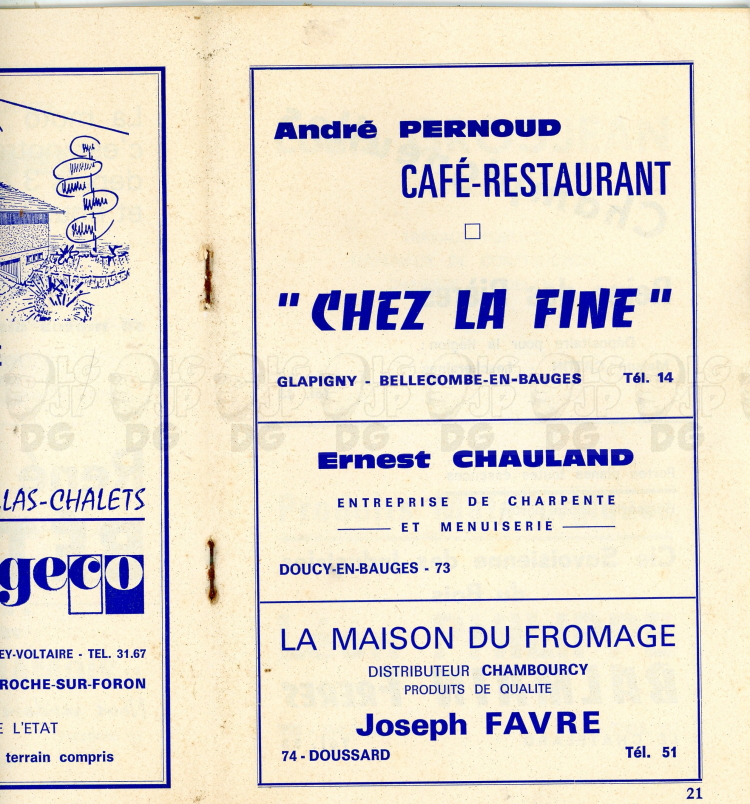 LAS-CHALETS
geco
EY-VOLTAIRE - TEL. 31.67
ROCHE-SUR-FORON
L'ETAT
terrain compris
André PERNOUD
CAFÉ-RESTAURANT
" CHEZ LA FINE "
GLAPIGNY - BELLECOMBE-EN-BAUGES Tél. 14
Ernest CHAULAND
ENTREPRISE DE CHARPENTE
ET MENUISERIE
DOUCY-EN-BAUGES - 73
LA MAISON DU FROMAGE
DISTRIBUTEUR CHAMBOURCY
PRODUITS DE QUALITE
Joseph FAVRE
74 - DOUSSARD Tél. 51
21